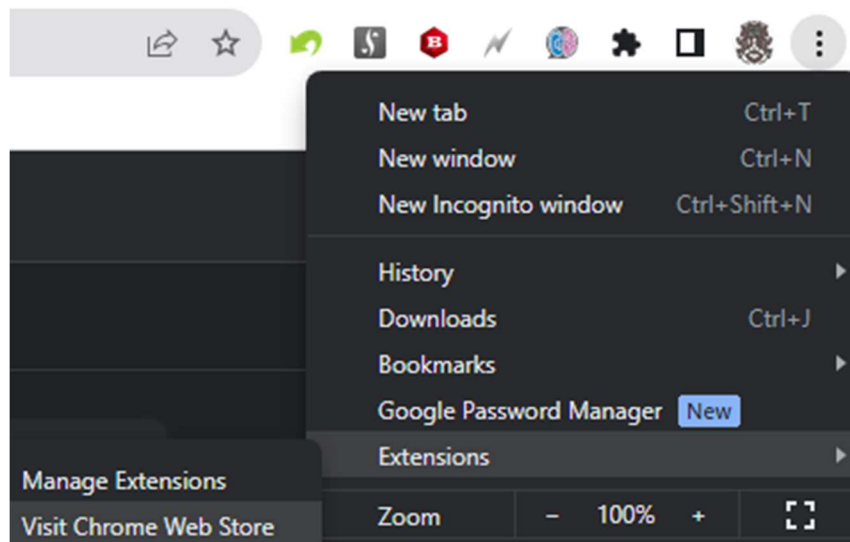 New tab Ctrl+T
New window Ctrl+N
New Incognito window Ctrl+Shift+N
History
Downloads Ctrl+J
Bookmarks
Google Password Manager New
Extensions
Manage Extensions
Visit Chrome Web Store
Zoom - 100% +